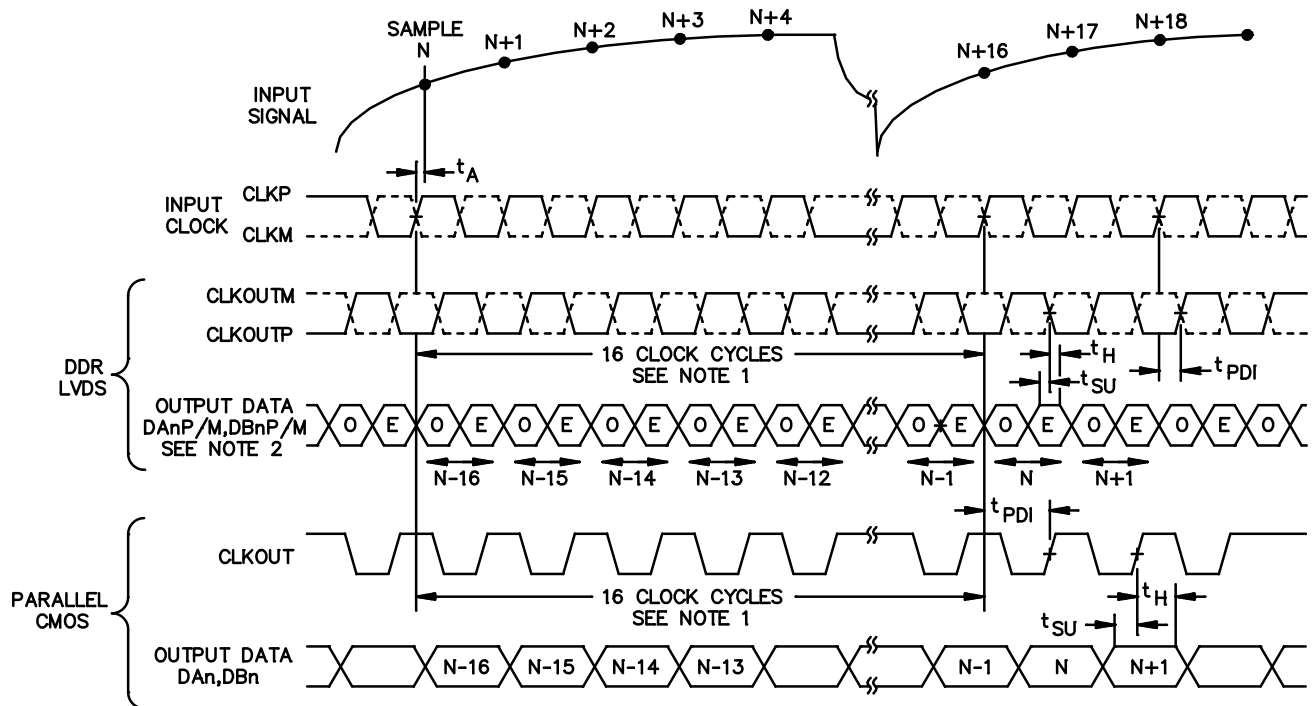 SAMPLE
N
N+1
N+2
N+3
N+4
N+16
N+17
N+18
INPUT
SIGNAL
tA
INPUT
CLOCK
CLKP
CLKM
DDR
LVDS
CLKOUTM
CLKOUTP
16 CLOCK CYCLES
SEE NOTE 1
tH
tSU
tPDI
OUTPUT DATA
DAnP/M,DBnP/M
SEE NOTE 2
O E O E O E O E O E O E O E O E O E O E O
N-16 N-15 N-14 N-13 N-12 N-1 N N+1
tPDI
PARALLEL
CMOS
CLKOUT
16 CLOCK CYCLES
SEE NOTE 1
tH
tSU
OUTPUT DATA
DAn,DBn
N-16 N-15 N-14 N-13 N-1 N N+1